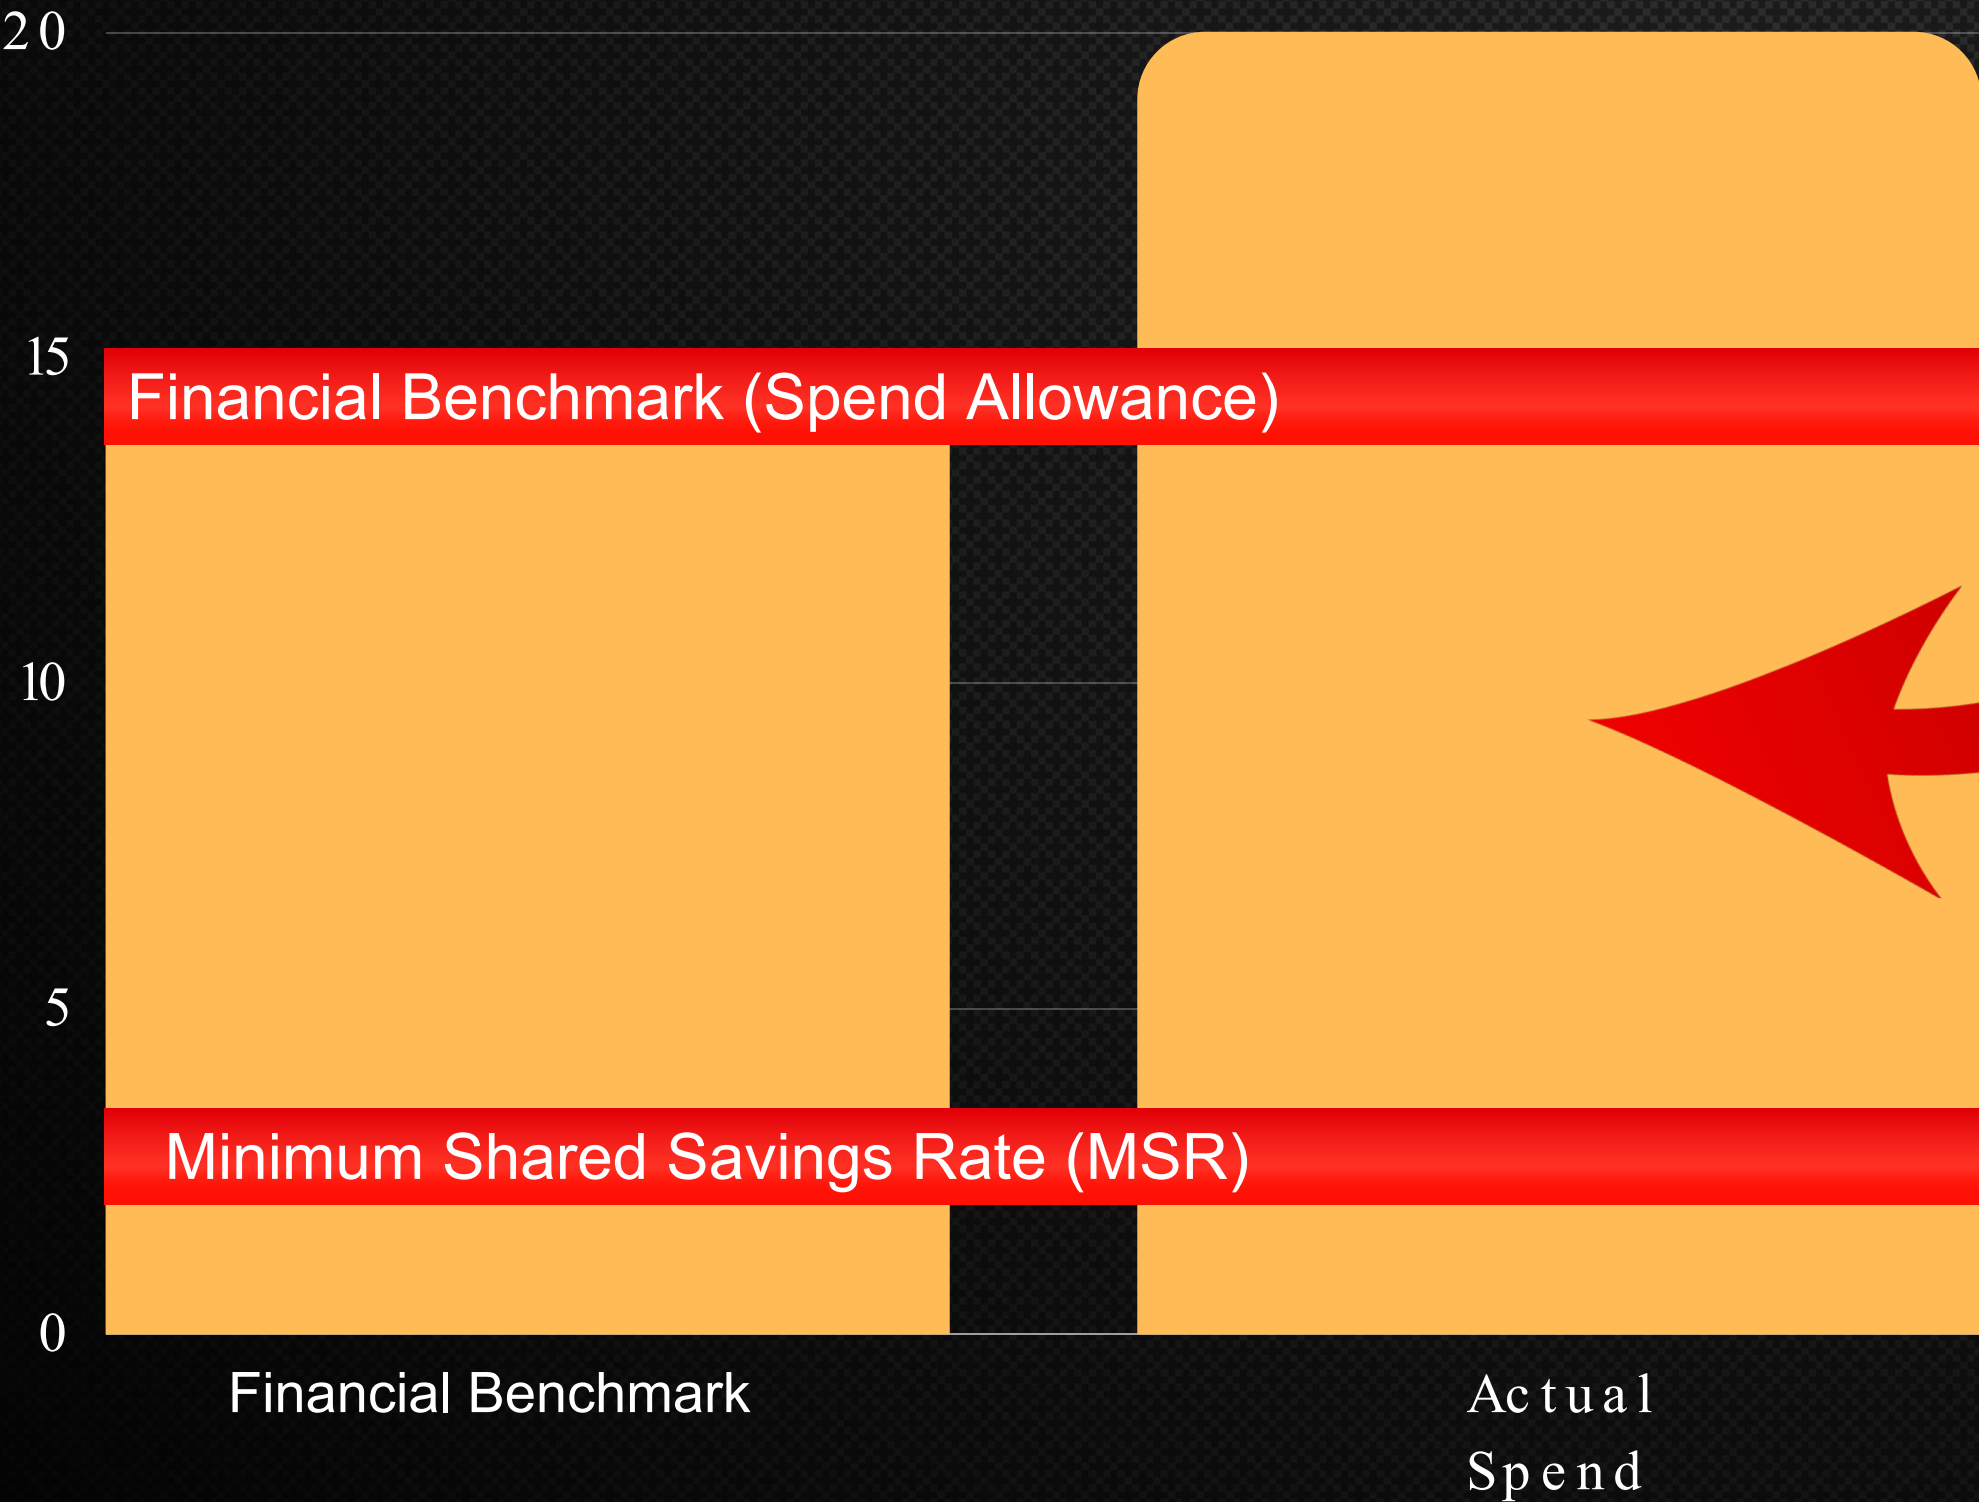 20
15
Financial Benchmark (Spend Allowance)
10
5
Minimum Shared Savings Rate (MSR)
0
Financial Benchmark
Actual
Spend